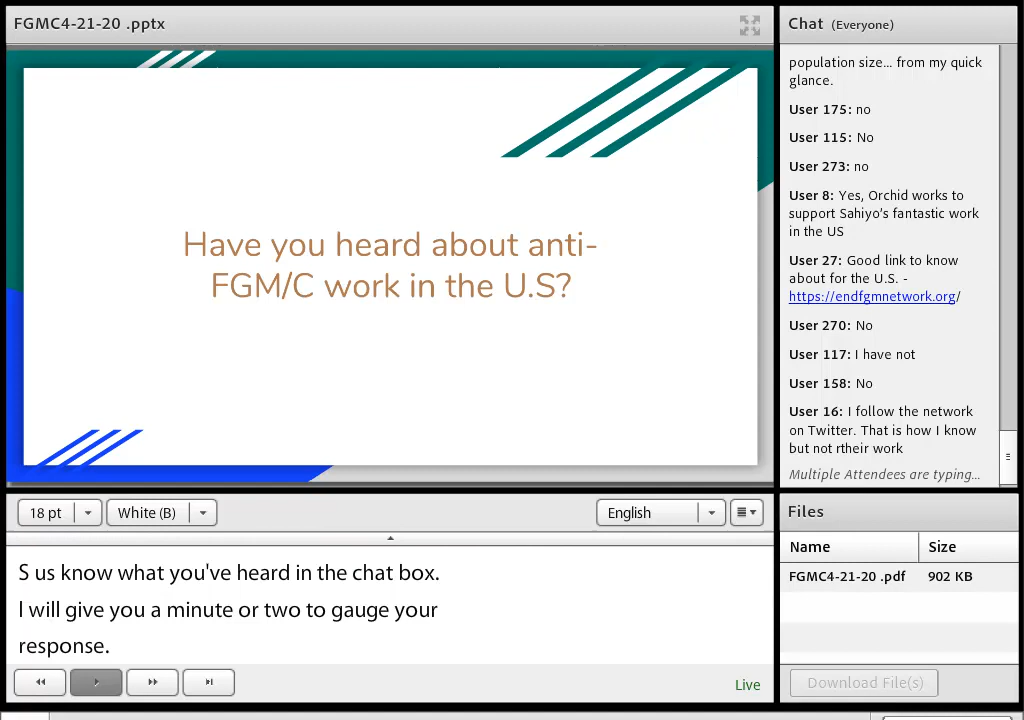 FGMC4-21-20 .pptx
Have you heard about anti-
FGM/C work in the U.S?
Chat (Everyone)
population size... from my quick
glance.
User 175: no
User 115: No
User 273: no
User 8: Yes, Orchid works to
support Sahiyo's fantastic work
in the US
User 27: Good link to know
about for the U.S. -
https://endfgmnetwork.org/
User 270: No
User 117: I have not
User 158: No
User 16: I follow the network
on Twitter. That is how I know
but not rtheir work
Multiple Attendees are typing...
18 pt White (B) English
S us know what you've heard in the chat box.
I will give you a minute or two to gauge your
response.
Live
Files
Name Size
FGMC4-21-20 .pdf 902 KB
Download File(s)